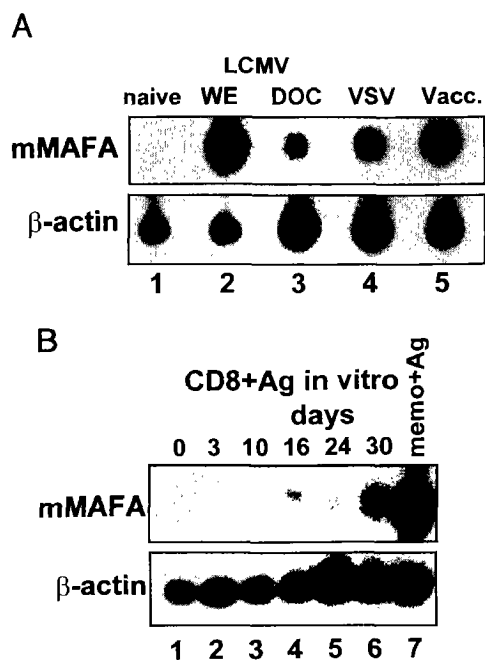 A
LCMV
naive WE DOC VSV Vacc.
mMAFA
β-actin
1 2 3 4 5
B
CD8+Ag in vitro
days
memo+Ag
0 3 10 16 24 30
mMAFA
β-actin
1 2 3 4 5 6 7